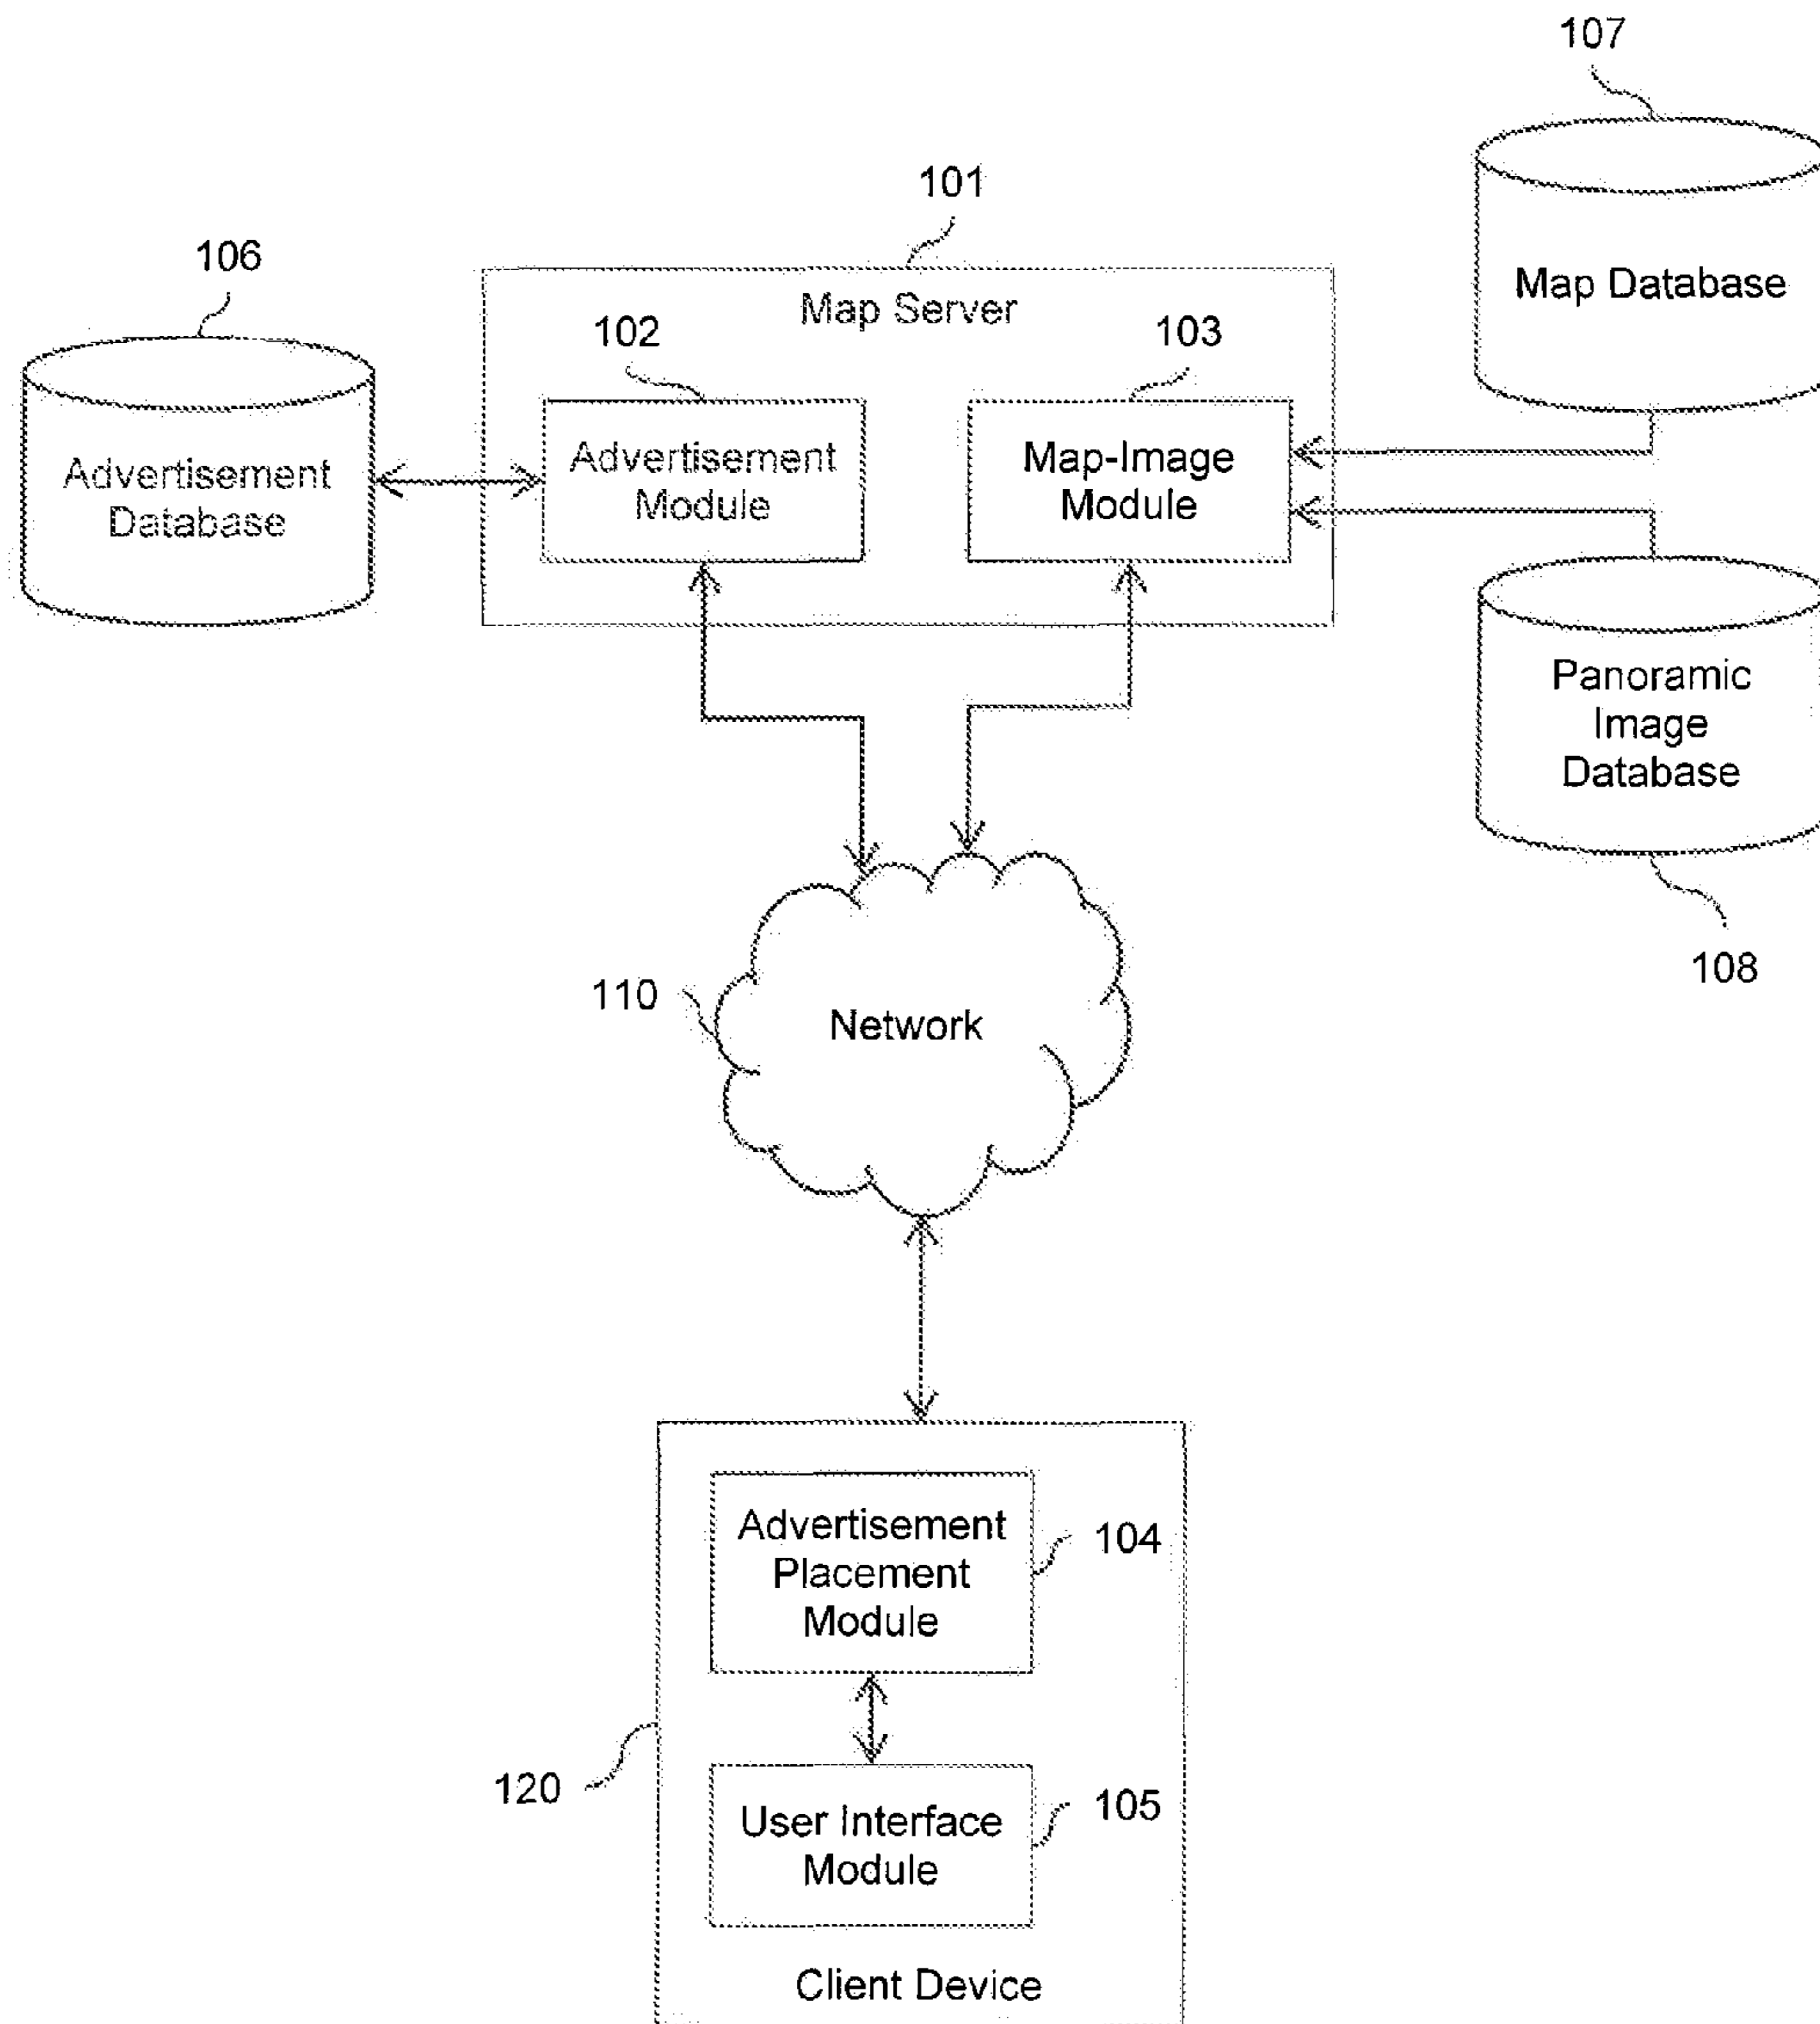 107
101
106
Map Server
Map Database
102
103
Advertisement
Module
Map-Image
Module
Advertisement
Database
Panoramic
Image
Database
108
110
Network
Advertisement
Placement
Module
104
120
User Interface
Module
105
Client Device